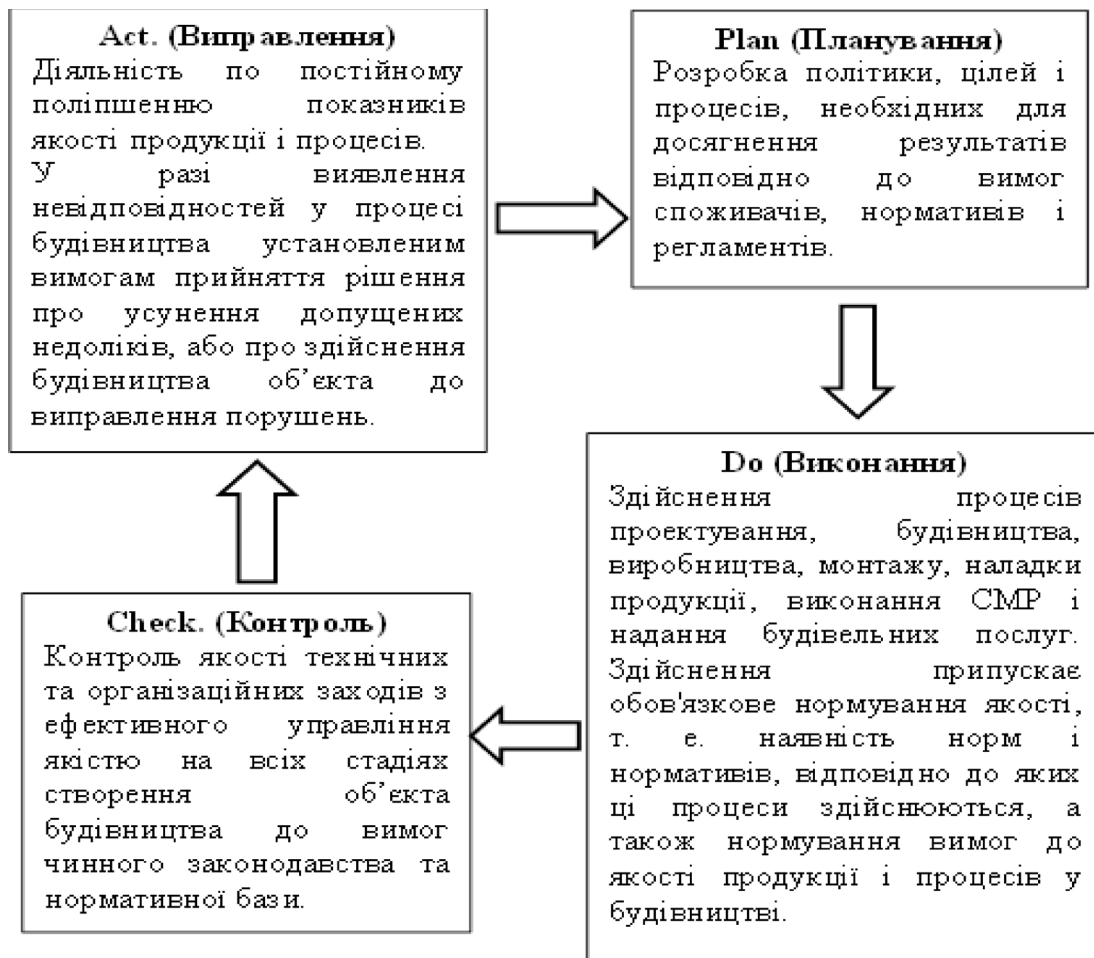 Act. (Виправлення)
Діяльність по постійному
поліпшенню показників
якості продукції і процесів.
У разі виявлення
невідповідностей у процесі
будівництва установленим
вимогам прийняття рішення
про усунення допущених
недоліків, або про здійснення
будівництва об’єкта до
виправлення порушень.
Plan (Планування)
Розробка політики, цілей і
процесів, необхідних для
досягнення результатів
відповідно до вимог
споживачів, нормативів і
регламентів.
Do (Виконання)
Здійснення процесів
проектування, будівництва,
виробництва, монтажу, наладки
продукції, виконання СМР і
надання будівельних послуг.
Здійснення припускає
обов'язкове нормування якості,
т. е. наявність норм і
нормативів, відповідно до яких
ці процеси здійснюються, а
також нормування вимог до
якості продукції і процесів у
будівництві.
Check. (Контроль)
Контроль якості технічних
та організаційних заходів з
ефективного управління
якістю на всіх стадіях
створення об’єкта
будівництва до вимог
чинного законодавства та
нормативної бази.